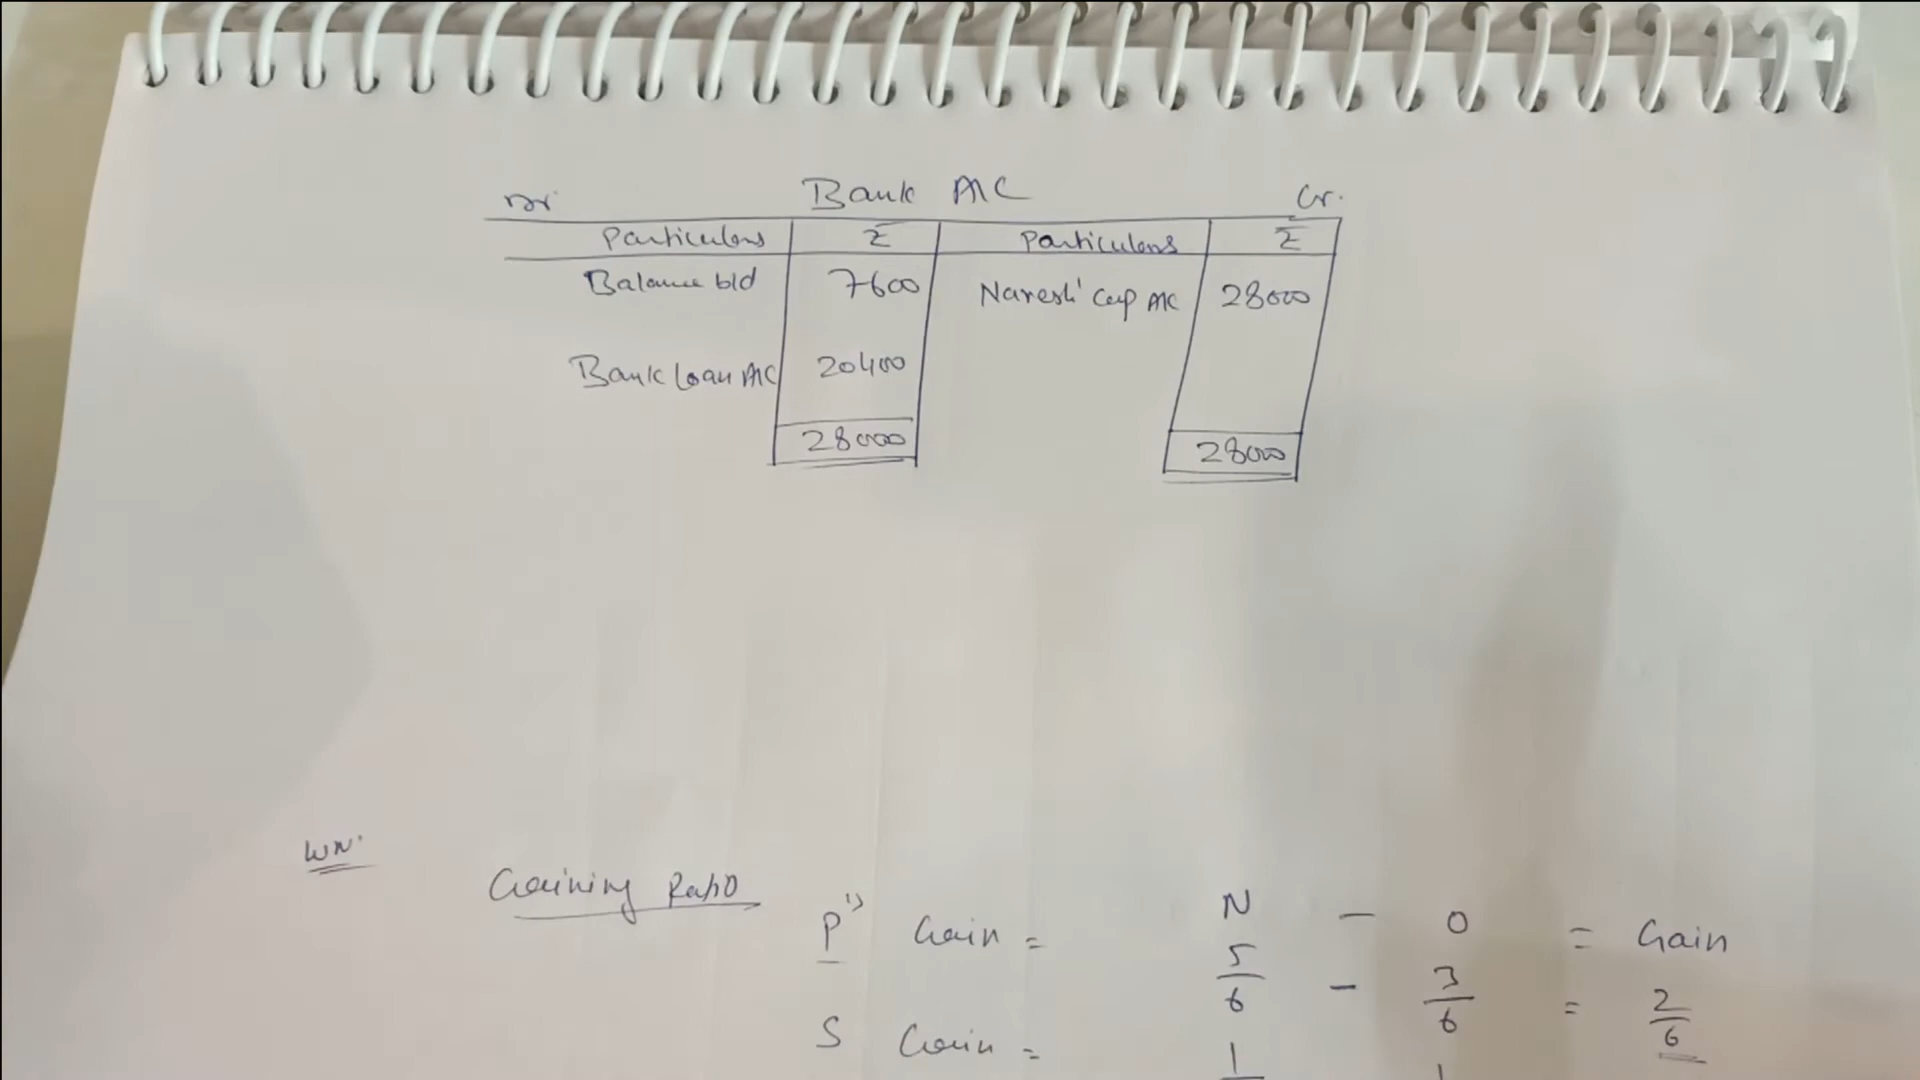 Dr Bank A/C Cr.
Particulars ₹ Particulars ₹
Balance b/d 7600 Naresh' Cap A/c 28000
Bank Loan A/C 20400
28000 28000
WN.
Gaining Ratio
P's Gain = N - O = Gain
5/6 - 3/6 = 2/6
S Gain = 1 1